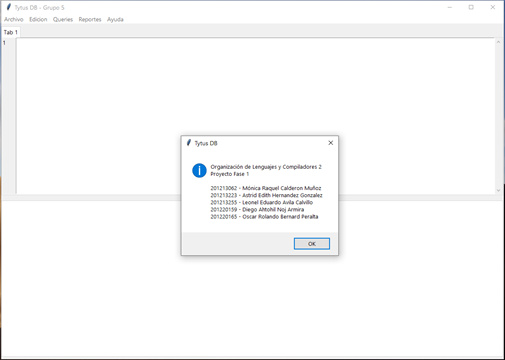 Tytus DB - Grupo 5
Archivo Edicion Queries Reportes Ayuda
Tab 1
1
Tytus DB
Organización de Lenguajes y Compiladores 2
Proyecto Fase 1
201213062 - Mónica Raquel Calderon Muñoz
201213223 - Astrid Edith Hernandez Gonzalez
201213255 - Leonel Eduardo Avila Calvillo
201220159 - Diego Ahtohil Noj Armira
201220165 - Oscar Rolando Bernard Peralta
OK